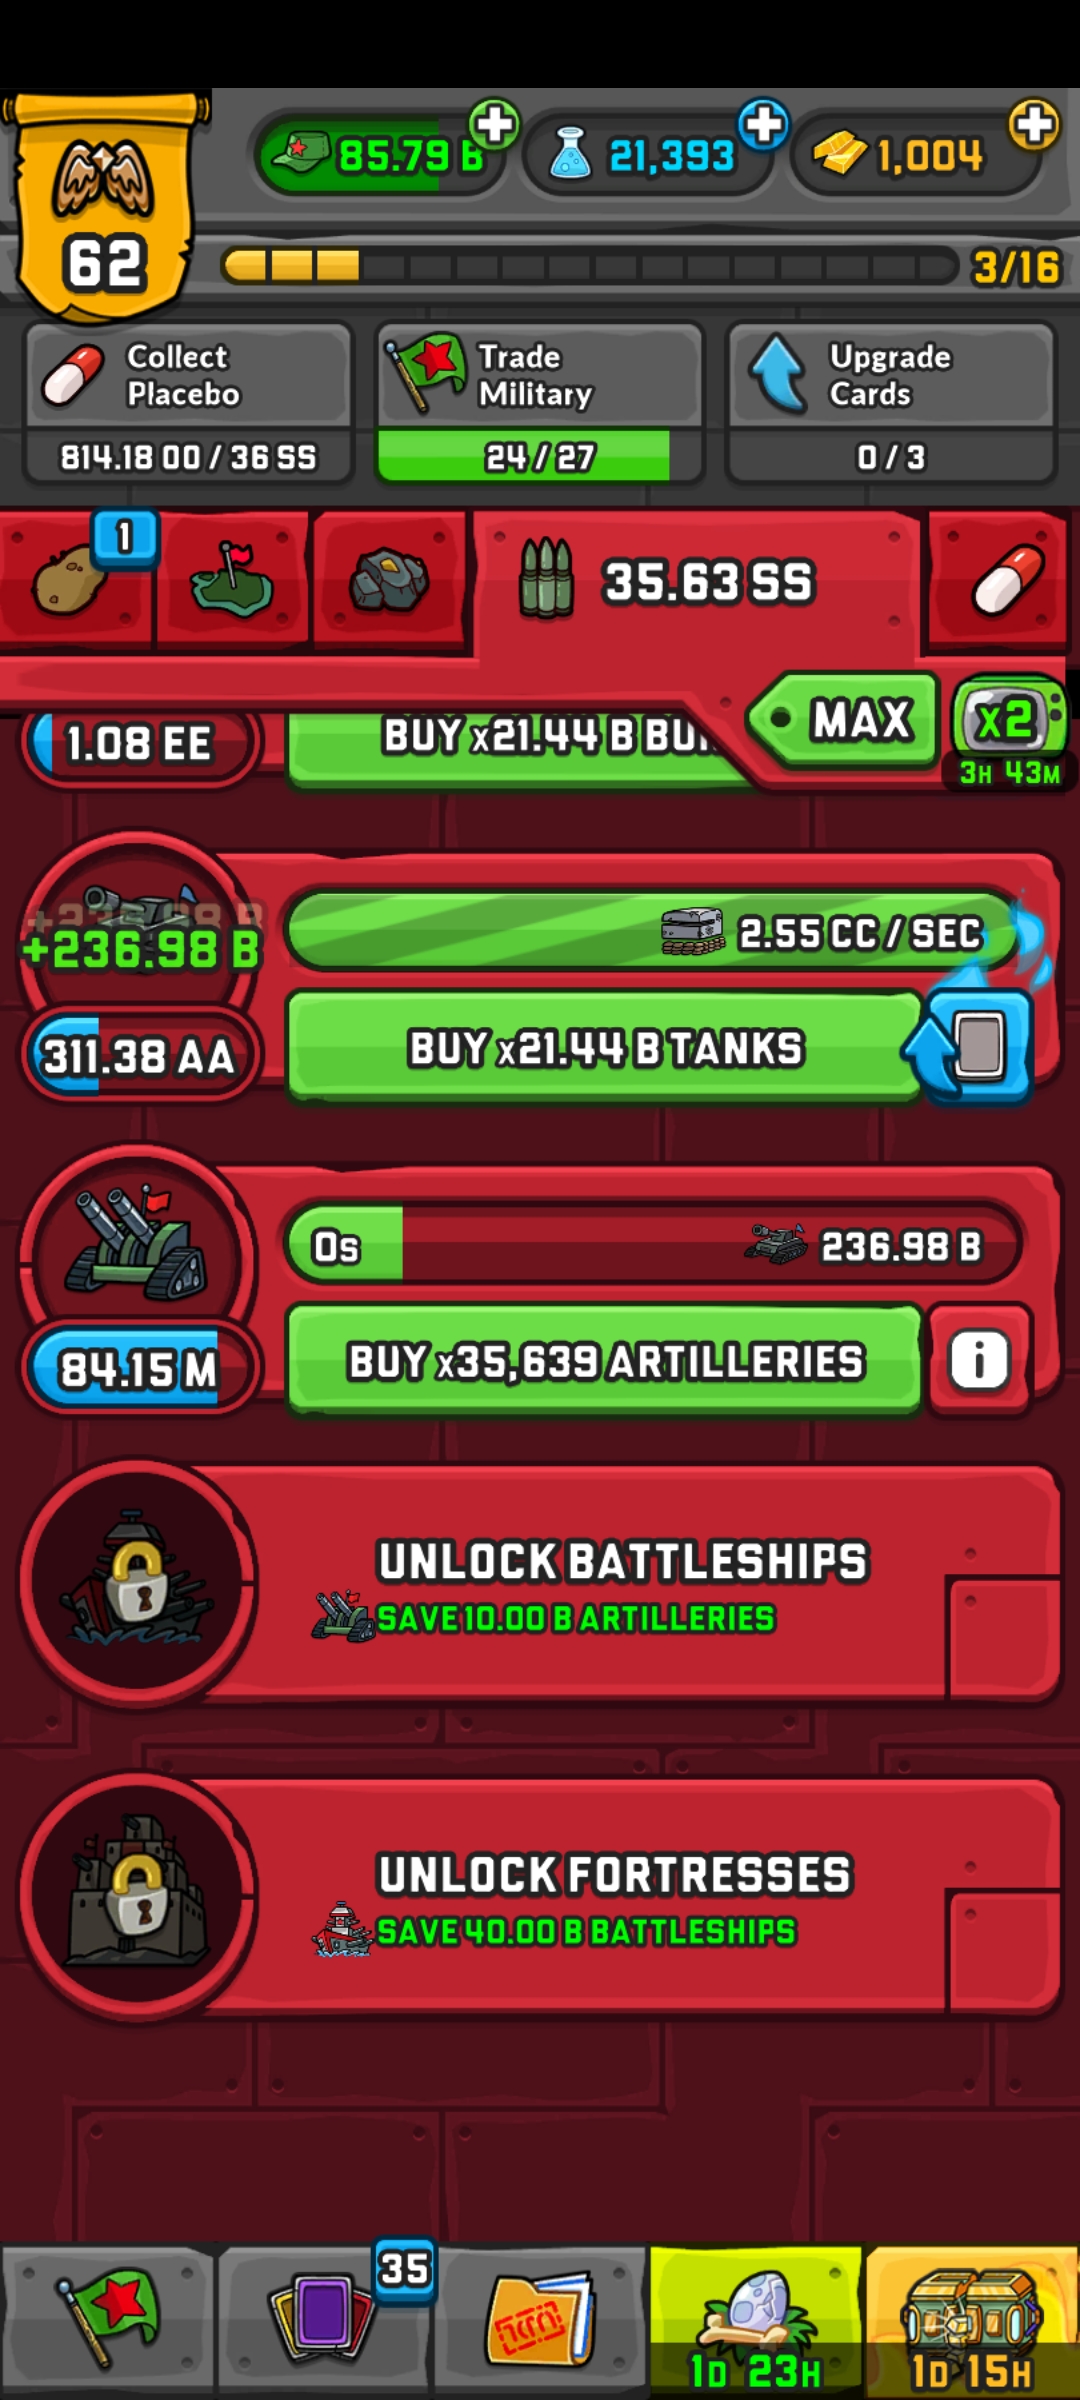 85.79 B
21,393
1,004
62
3/16
Collect
Placebo
814.18 OO / 36 SS
Trade
Military
24 / 27
Upgrade
Cards
0 / 3
1
35.63 SS
MAX
x2
3H 43M
1.08 EE
BUY x21.44 B
+236.98 B
2.55 CC / SEC
311.38 AA
BUY x21.44 B TANKS
0s
236.98 B
84.15 M
BUY x35,639 ARTILLERIES
i
UNLOCK BATTLESHIPS
SAVE 10.00 B ARTILLERIES
UNLOCK FORTRESSES
SAVE 40.00 B BATTLESHIPS
35
1D 23H
1D 15H